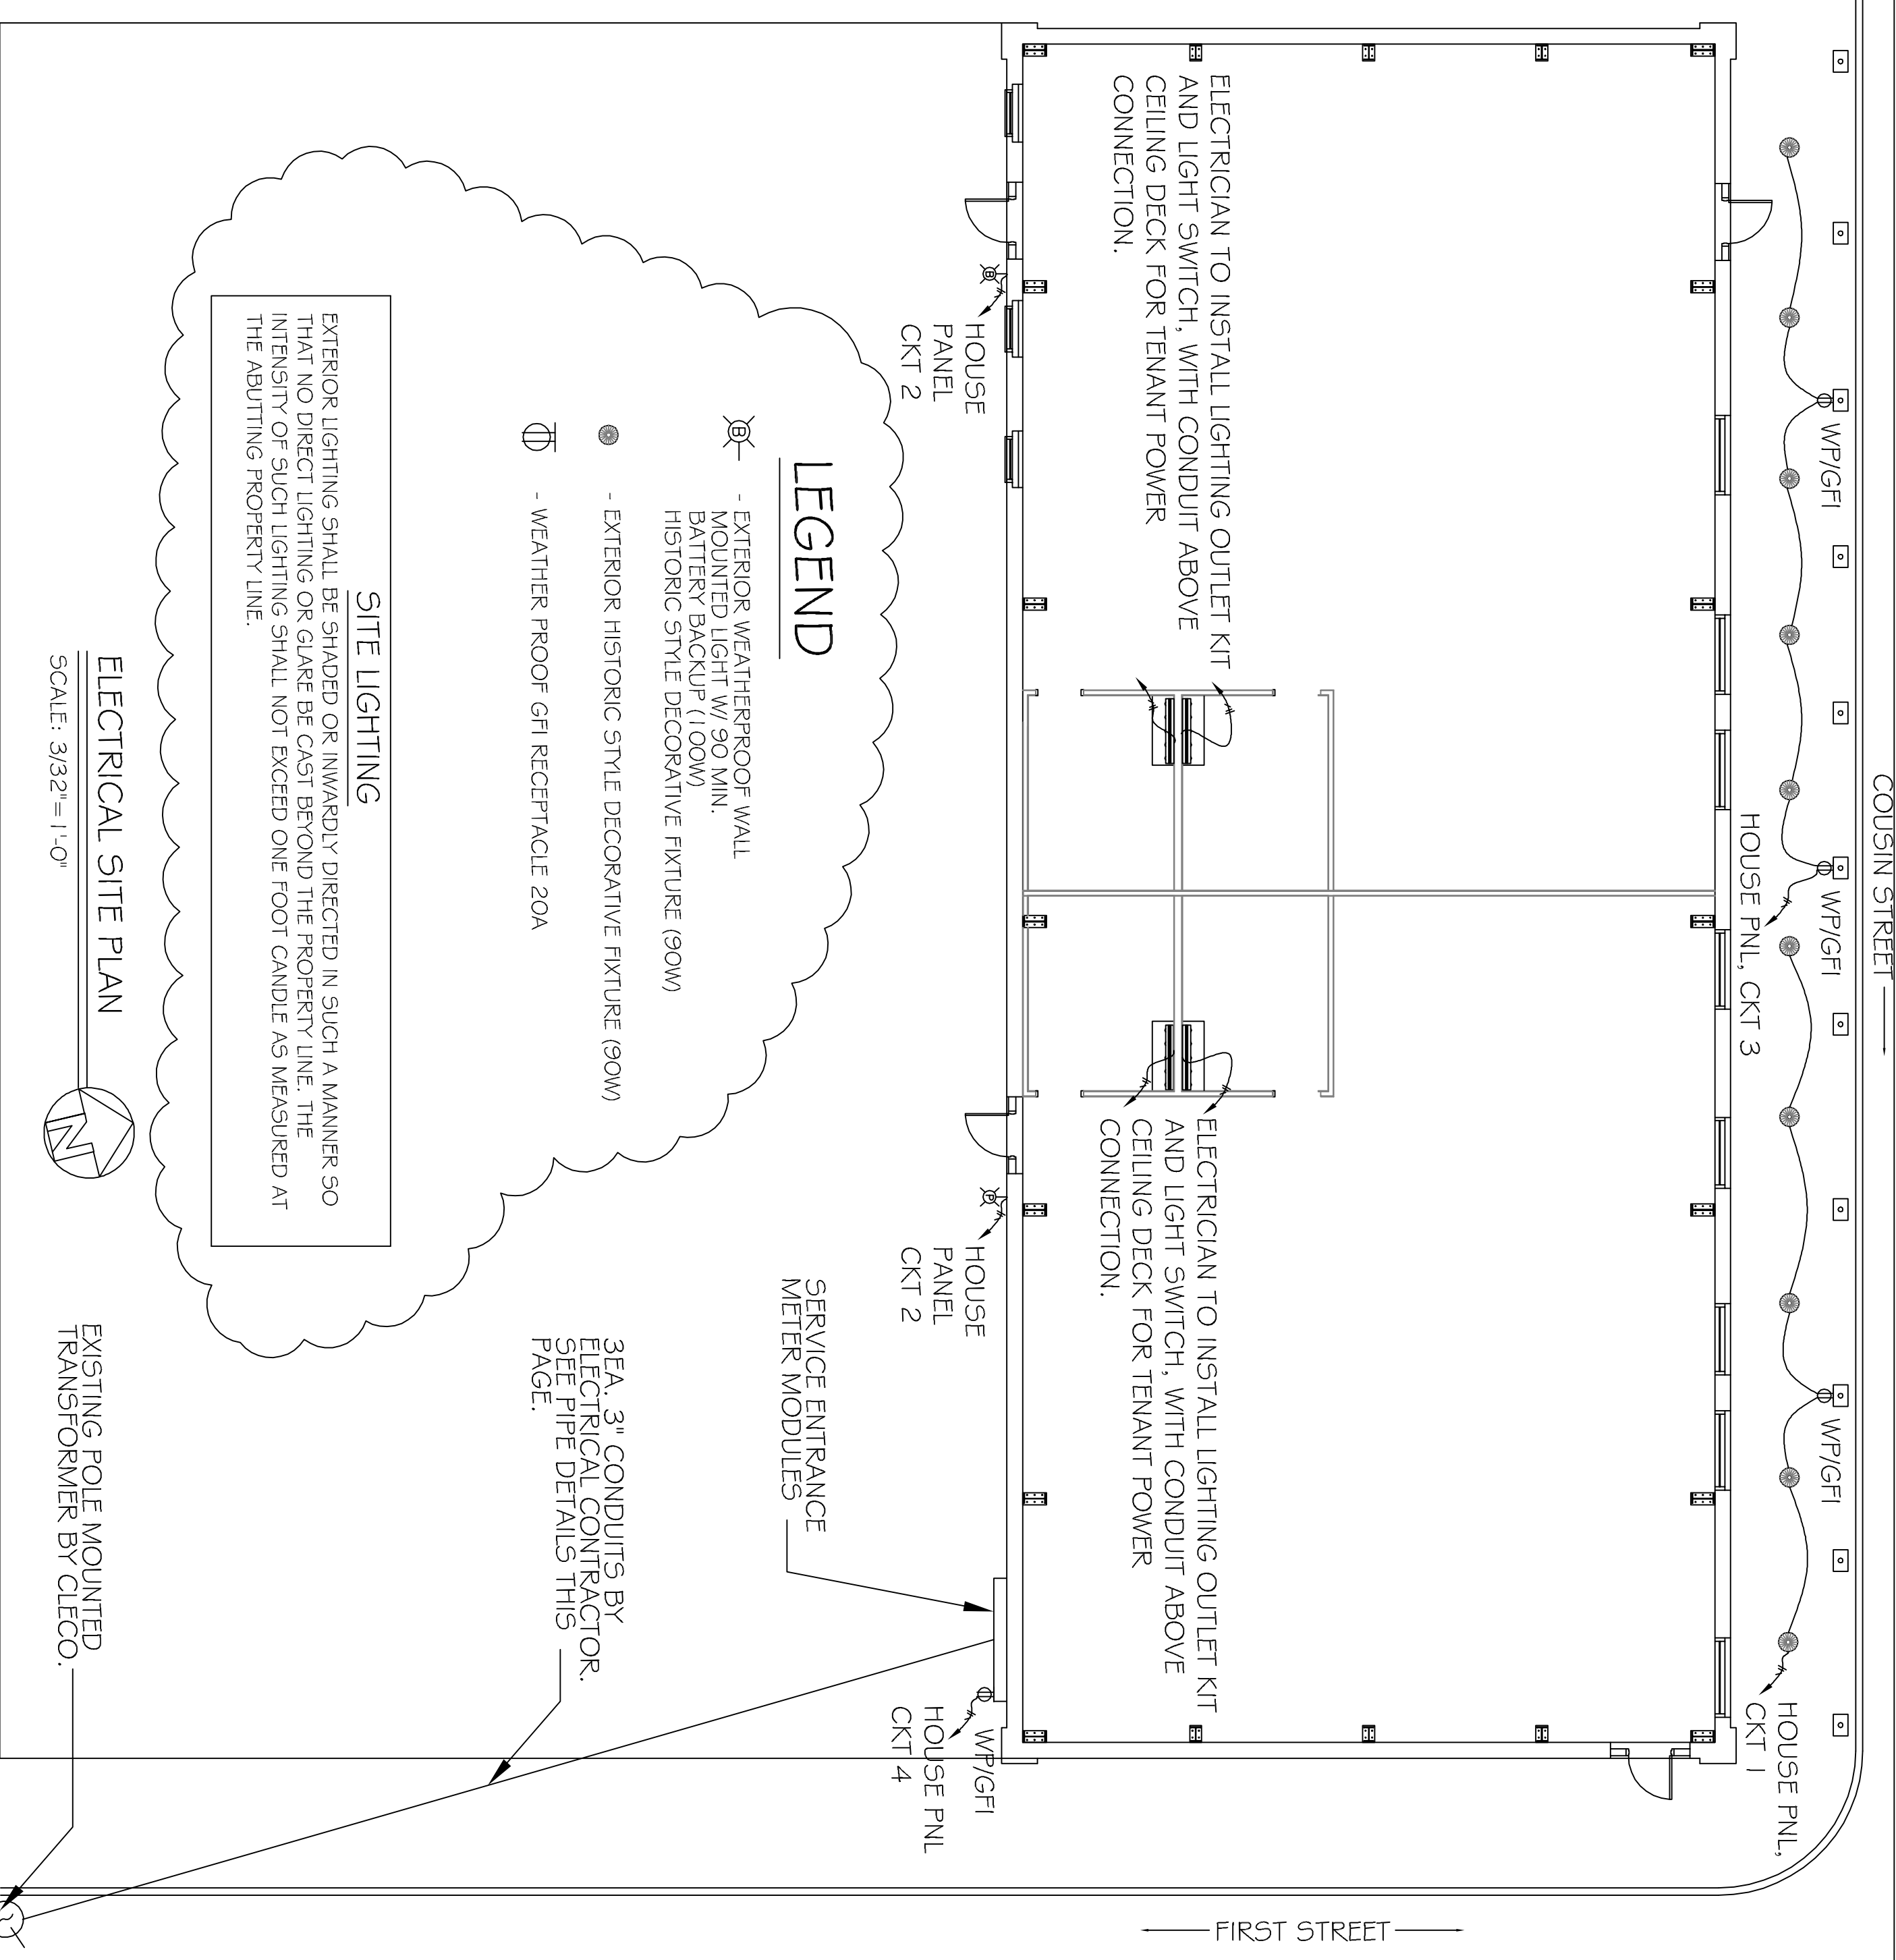 COUSIN STREET
WP/GFI
WP/GFI
WP/GFI
HOUSE PNL, CKT 3
HOUSE PNL,
CKT 1
ELECTRICIAN TO INSTALL LIGHTING OUTLET KIT
AND LIGHT SWITCH, WITH CONDUIT ABOVE
CEILING DECK FOR TENANT POWER
CONNECTION.
ELECTRICIAN TO INSTALL LIGHTING OUTLET KIT
AND LIGHT SWITCH, WITH CONDUIT ABOVE
CEILING DECK FOR TENANT POWER
CONNECTION.
B
HOUSE
PANEL
CKT 2
P
HOUSE
PANEL
CKT 2
WP/GFI
HOUSE PNL
CKT 4
FIRST STREET
SERVICE ENTRANCE
METER MODULES
3EA. 3" CONDUITS BY
ELECTRICAL CONTRACTOR.
SEE PIPE DETAILS THIS
PAGE.
EXISTING POLE MOUNTED
TRANSFORMER BY CLECO.
LEGEND
B
- EXTERIOR WEATHERPROOF WALL
MOUNTED LIGHT W/ 90 MIN.
BATTERY BACKUP (100W)
HISTORIC STYLE DECORATIVE FIXTURE (90W)
- EXTERIOR HISTORIC STYLE DECORATIVE FIXTURE (90W)
- WEATHER PROOF GFI RECEPTACLE 20A
SITE LIGHTING
EXTERIOR LIGHTING SHALL BE SHADED OR INWARDLY DIRECTED IN SUCH A MANNER SO
THAT NO DIRECT LIGHTING OR GLARE BE CAST BEYOND THE PROPERTY LINE. THE
INTENSITY OF SUCH LIGHTING SHALL NOT EXCEED ONE FOOT CANDLE AS MEASURED AT
THE ABUTTING PROPERTY LINE.
ELECTRICAL SITE PLAN
SCALE: 3/32"= 1'-0"
N